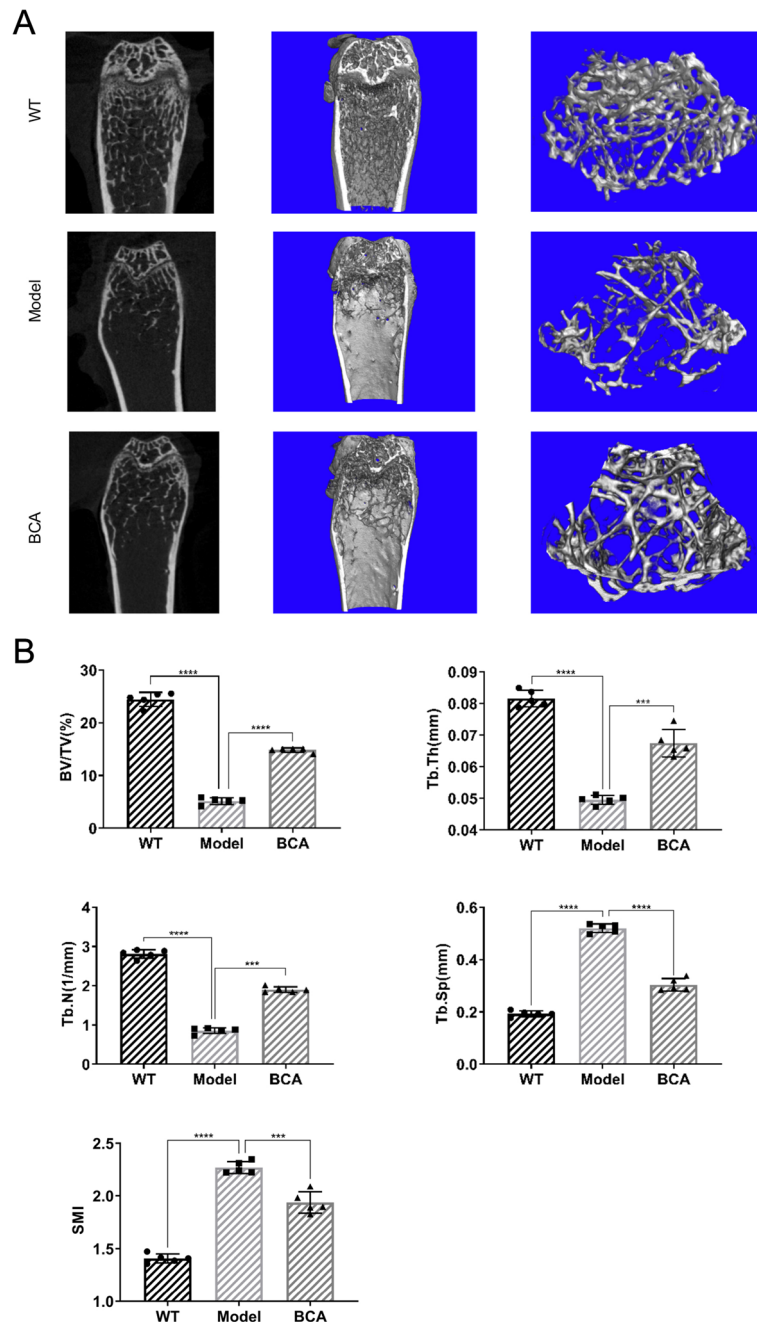 A
WT
Model
BCA
B
BV/TV(%)
30
20
10
0
****
****
WT Model BCA
Tb.Th(mm)
0.10
0.09
0.08
0.07
0.06
0.05
0.04
****
***
WT Model BCA
Tb.N(1/mm)
4
3
2
1
0
****
***
WT Model BCA
Tb.Sp(mm)
0.6
0.4
0.2
0.0
****
****
WT Model BCA
SMI
2.5
2.0
1.5
1.0
****
***
WT Model BCA